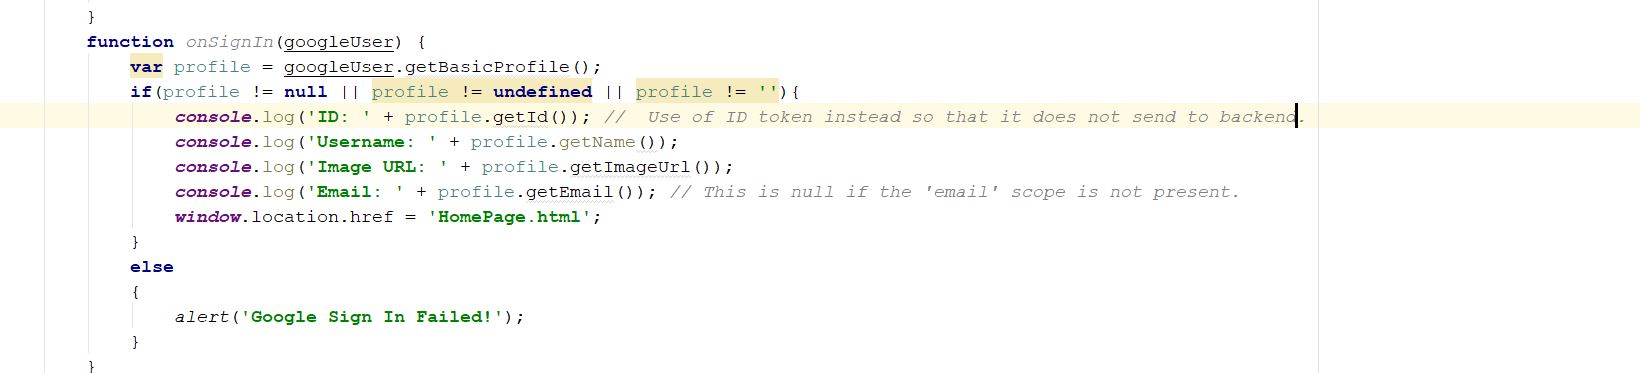 }
function onSignIn(googleUser) {
var profile = googleUser.getBasicProfile();
if(profile != null || profile != undefined || profile != ''){
console.log('ID: ' + profile.getId()); //  Use of ID token instead so that it does not send to backend.
console.log('Username: ' + profile.getName());
console.log('Image URL: ' + profile.getImageUrl());
console.log('Email: ' + profile.getEmail()); // This is null if the 'email' scope is not present.
window.location.href = 'HomePage.html';
}
else
{
alert('Google Sign In Failed!');
}
}